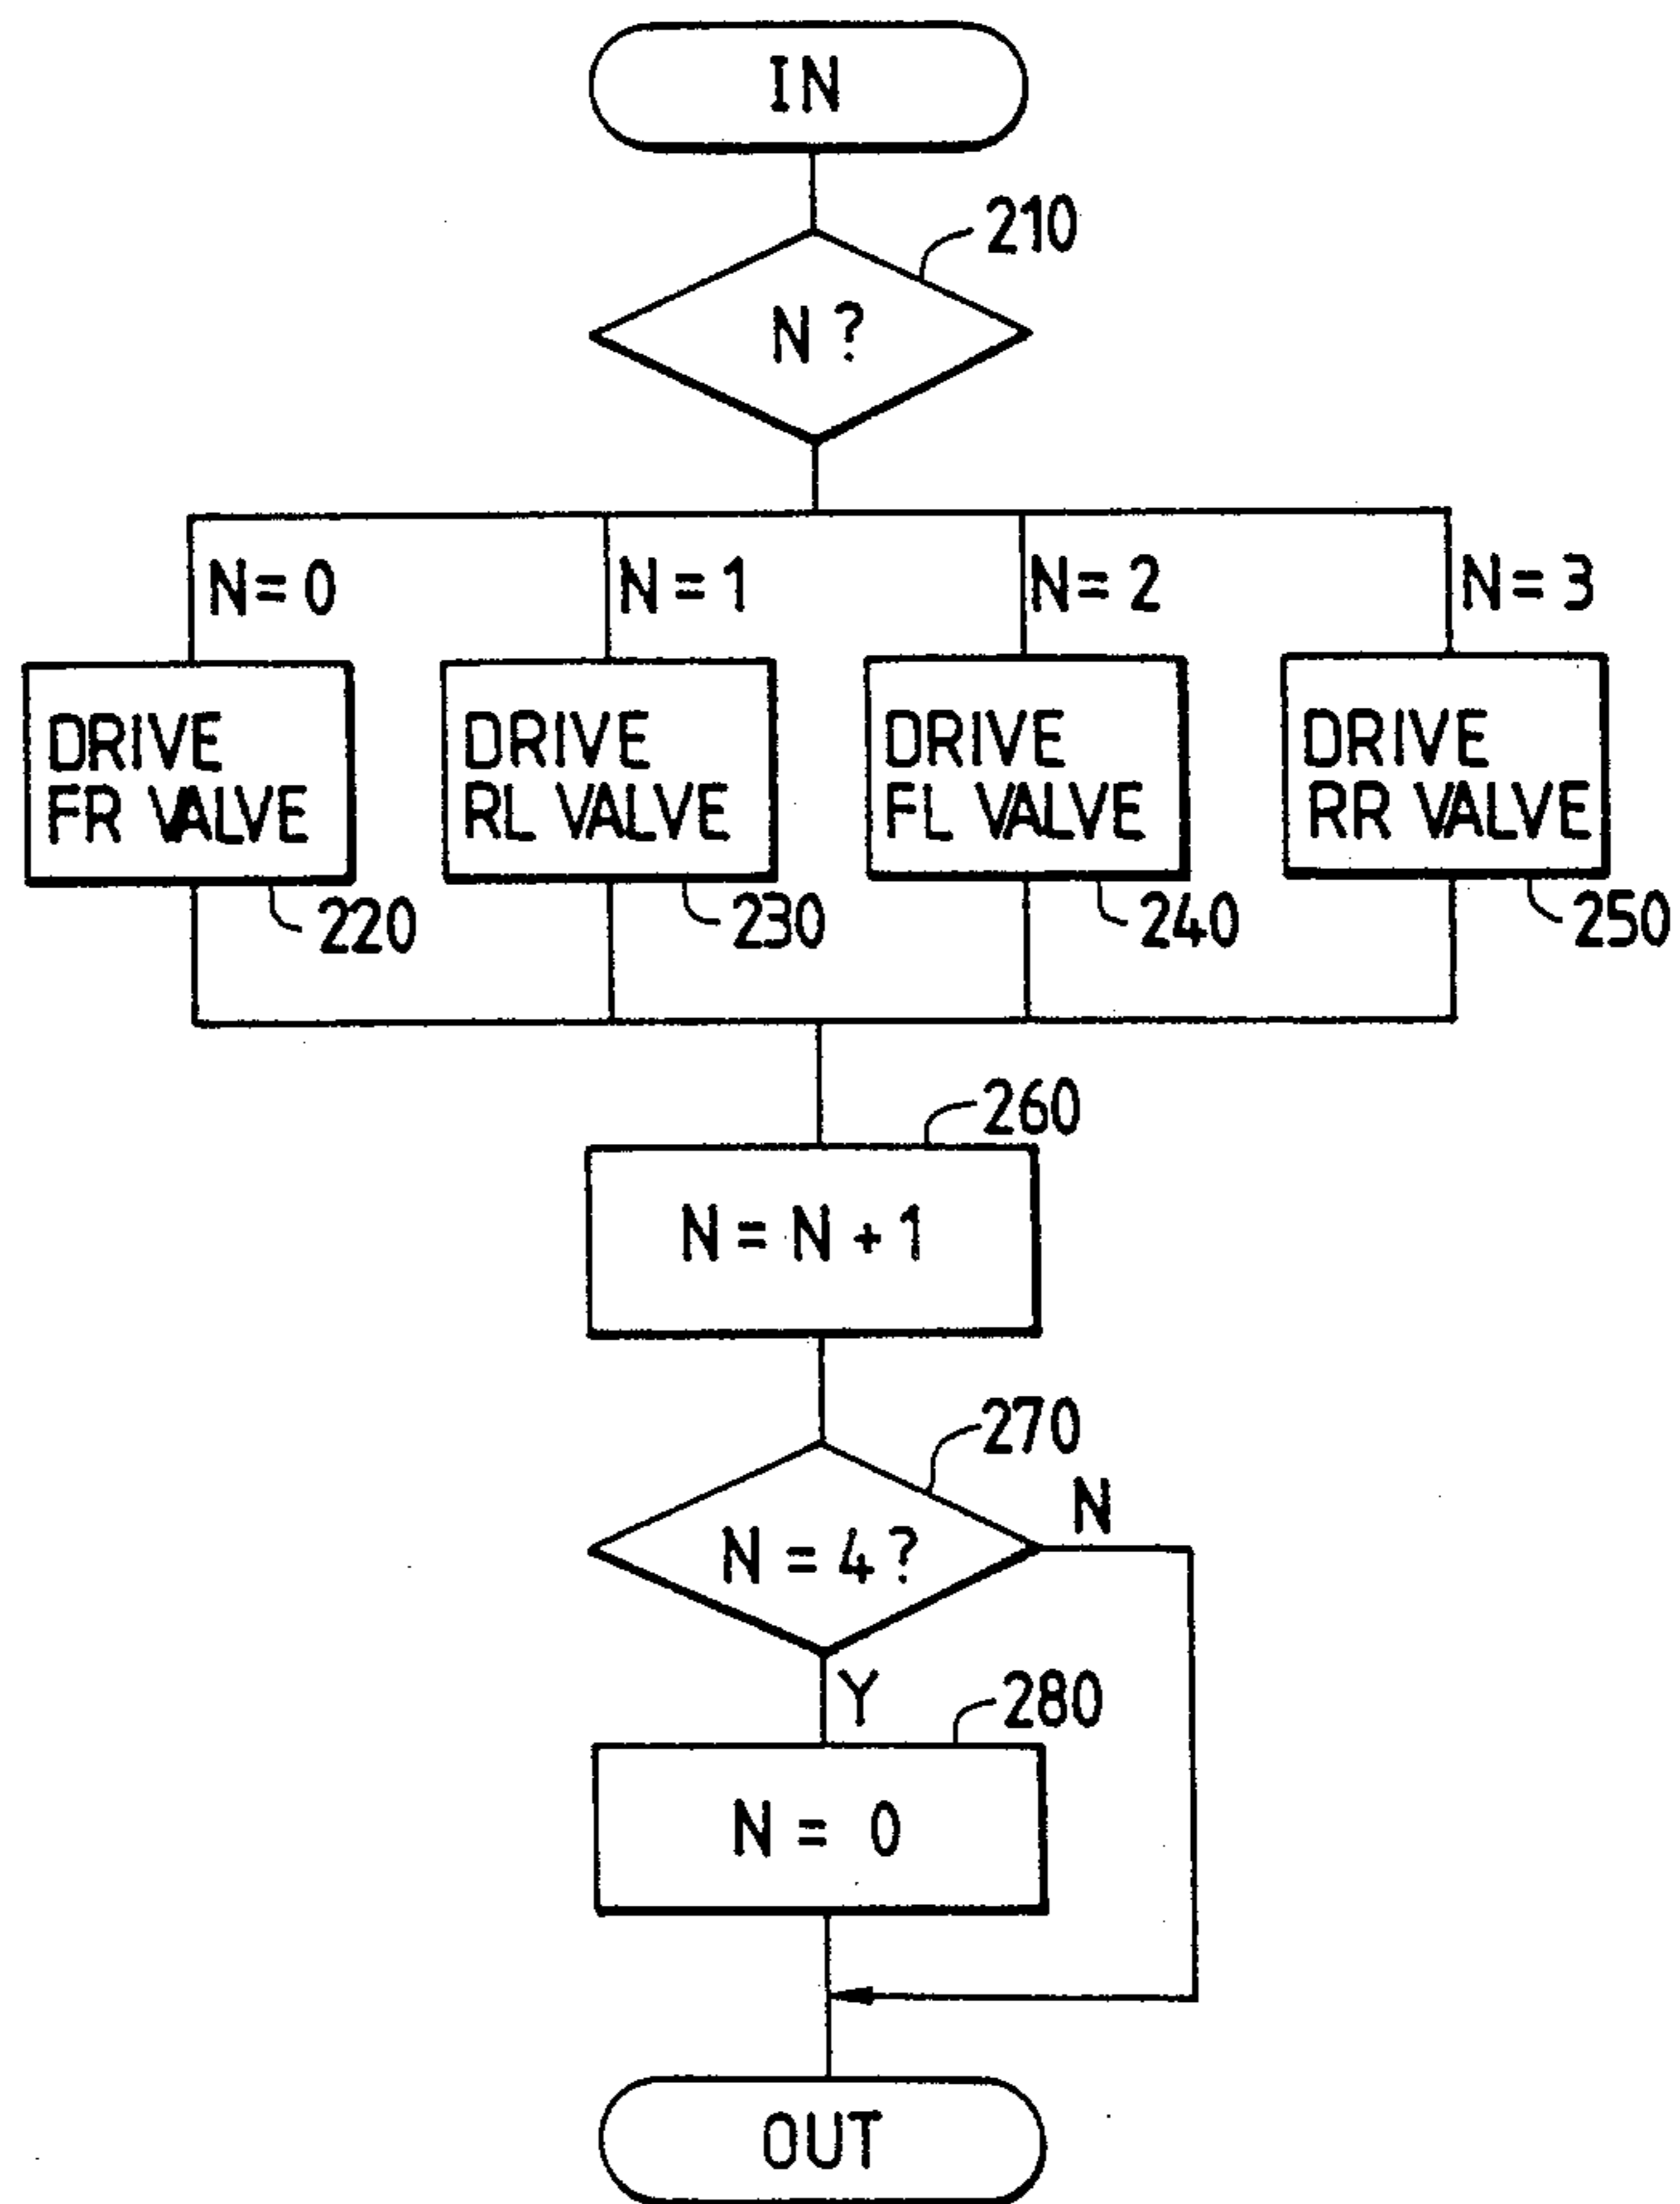 IN
210
N?
N=0
N=1
N=2
N=3
DRIVE
FR VALVE
DRIVE
RL VALVE
DRIVE
FL VALVE
DRIVE
RR VALVE
220
230
240
250
260
N=N+1
270
N=4?
N
Y
280
N= 0
OUT